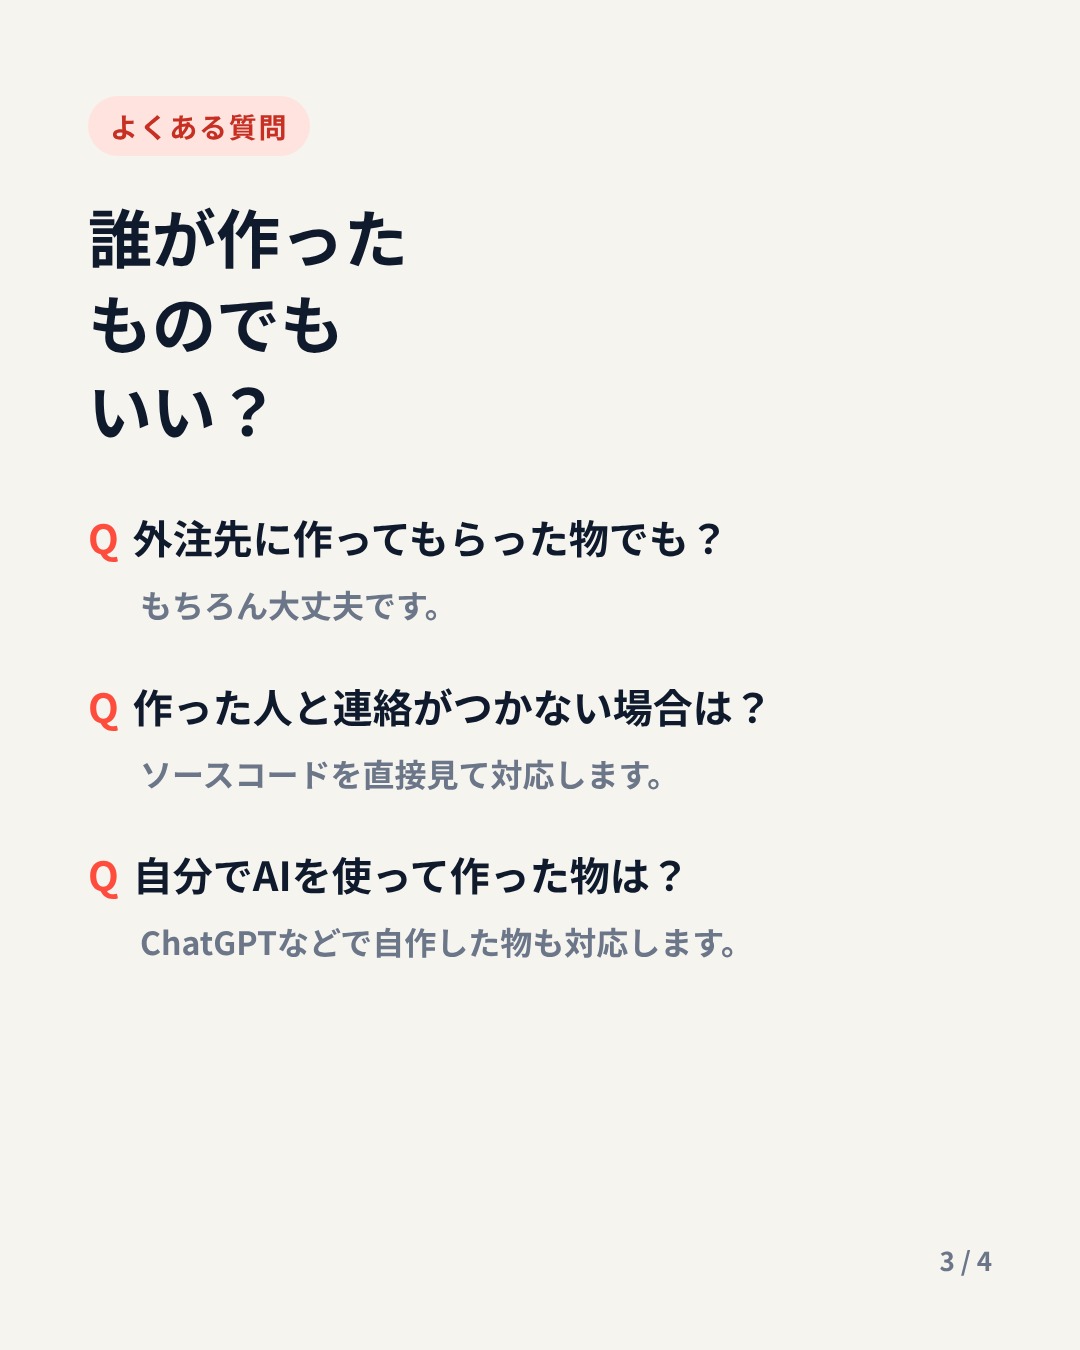 よくある質問
誰が作った
ものでも
いい？
Q 外注先に作ってもらった物でも？
もちろん大丈夫です。
Q 作った人と連絡がつかない場合は？
ソースコードを直接見て対応します。
Q 自分でAIを使って作った物は？
ChatGPTなどで自作した物も対応します。
3 / 4